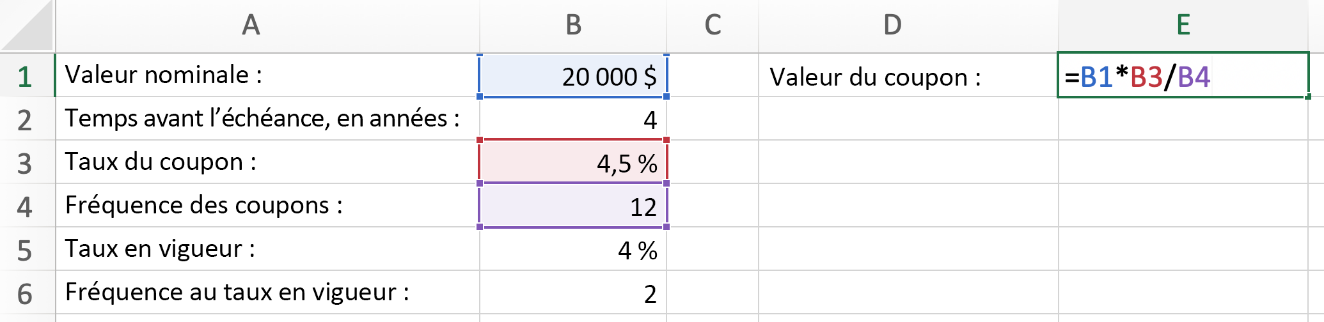 A B C D E
1 Valeur nominale : 20 000 $ Valeur du coupon : =B1*B3/B4
2 Temps avant l’échéance, en années : 4
3 Taux du coupon : 4,5 %
4 Fréquence des coupons : 12
5 Taux en vigueur : 4 %
6 Fréquence au taux en vigueur : 2